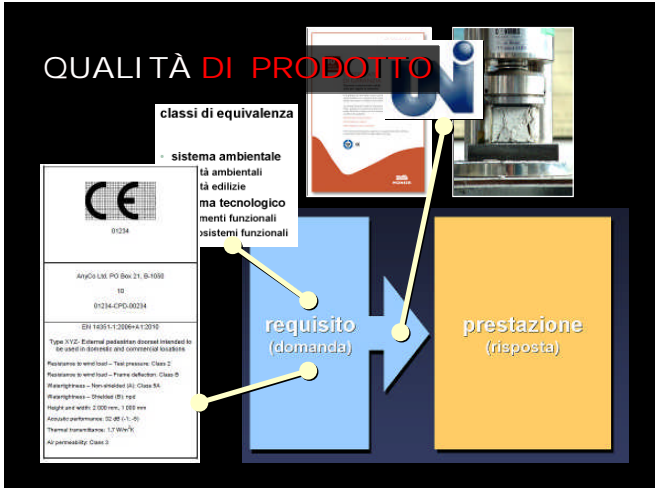 QUALITÀ DI PRODOTTO
UNI
classi di equivalenza
sistema ambientale
tà ambientali
tà edilizie
ma tecnologico
menti funzionali
osistemi funzionali
CE
01234
AnyCo Ltd, PO Box 21, B-1050
10
01234-CPD-00234
EN 14351-1:2006+A1:2010
Type XYZ- External pedestrian doorset intended to
be used in domestic and commercial locations
Resistance to wind load – Test pressure: Class 2
Resistance to wind load – Frame deflection: Class B
Watertightness – Non-shielded (A): Class 5A
Watertightness – Shielded (B): npd
Height and width: 2 000 mm, 1 000 mm
Acoustic performance: 32 dB (-1; -5)
Thermal transmittance: 1,7 W/m²K
Air permeability: Class 3
requisito
(domanda)
prestazione
(risposta)